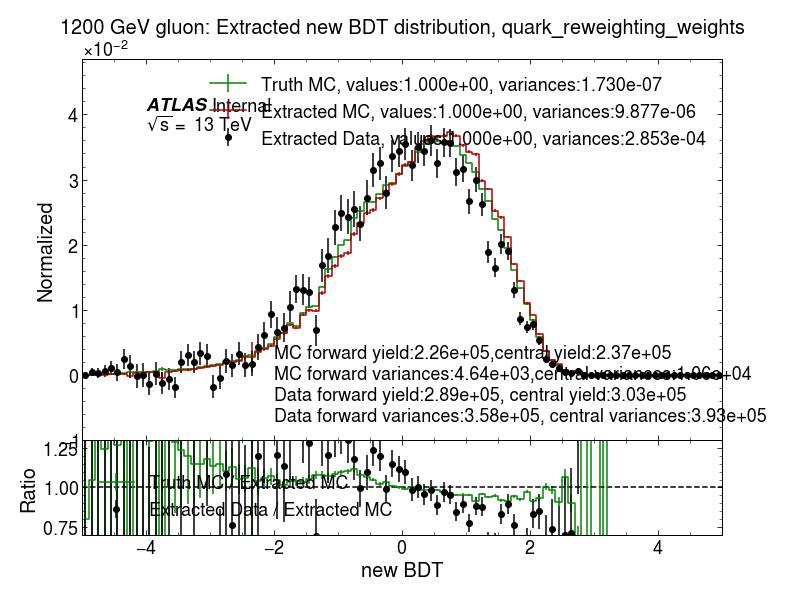 1200 GeV gluon: Extracted new BDT distribution, quark_reweighting_weights
×10−2
Truth MC, values:1.000e+00, variances:1.730e-07
ATLAS Internal
Extracted MC, values:1.000e+00, variances:9.877e-06
√s = 13 TeV
Extracted Data, variances:2.853e-04
4
3
2
1
0
Normalized
MC forward yield:2.26e+05,central yield:2.37e+05
MC forward variances:4.64e+03,central
Data forward yield:2.89e+05, central yield:3.03e+05
Data forward variances:3.58e+05, central variances:3.93e+05
1.25
1.00
0.75
Ratio
Truth MC / Extracted MC
Extracted Data / Extracted MC
−4 −2 0 2 4
new BDT